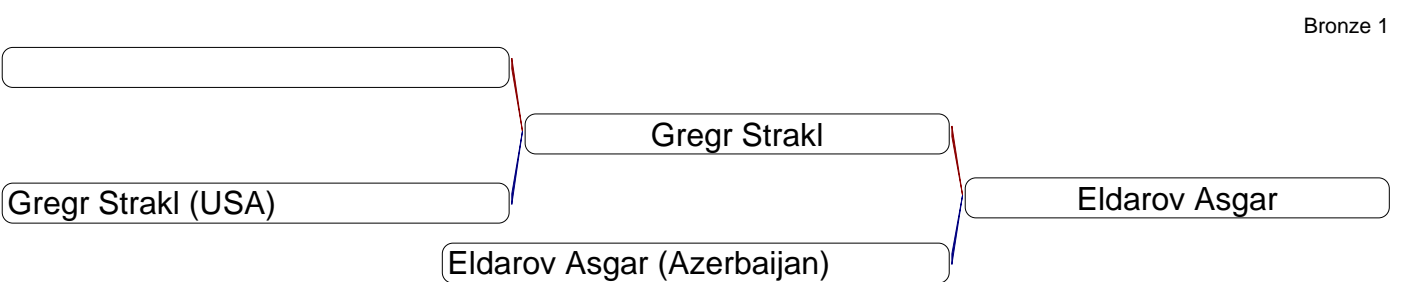 Bronze 1
Gregr Strakl
Gregr Strakl (USA)
Eldarov Asgar
Eldarov Asgar (Azerbaijan)